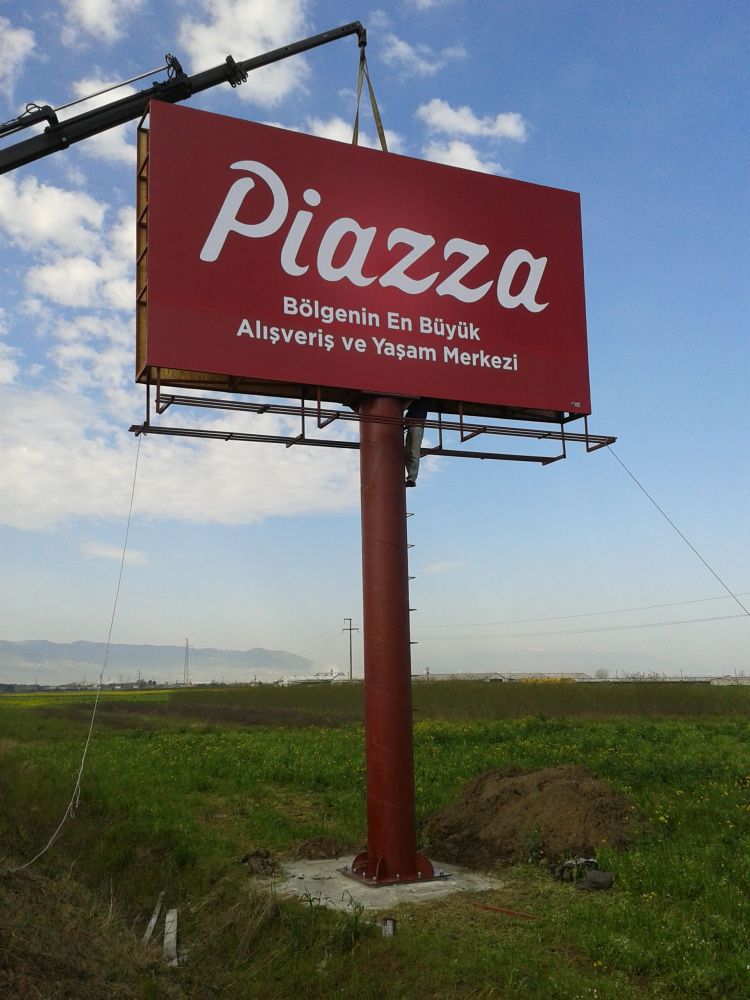 Piazza
Bölgenin En Büyük
Alışveriş ve Yaşam Merkezi